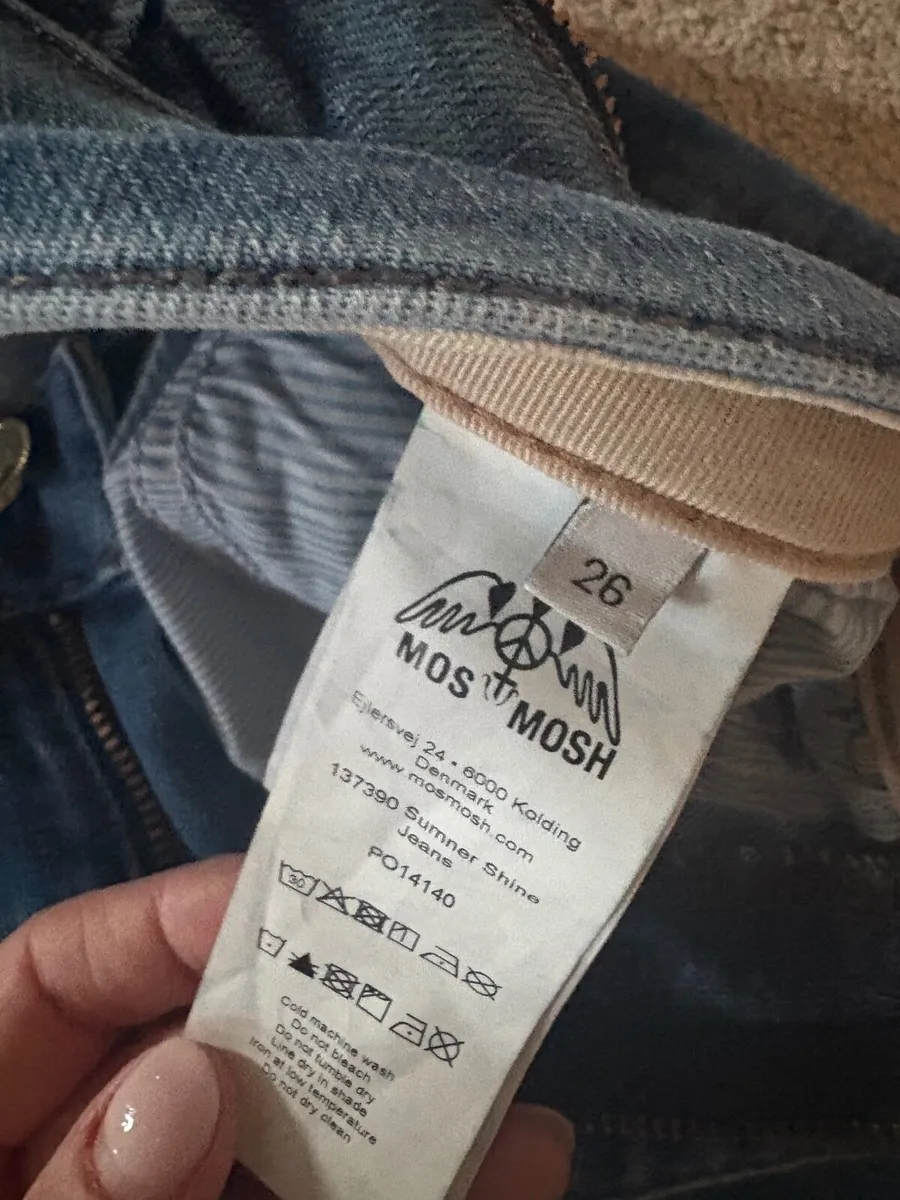 26
MOS MOSH
Ejlersvej 24 - 6000 Kolding
Denmark
www.mosmosh.com
137390 Sumner Shine
Jeans
PO14140
30
Cold machine wash
Do not bleach
Do not tumble dry
Line dry in shade
Iron at low temperature
Do not dry clean